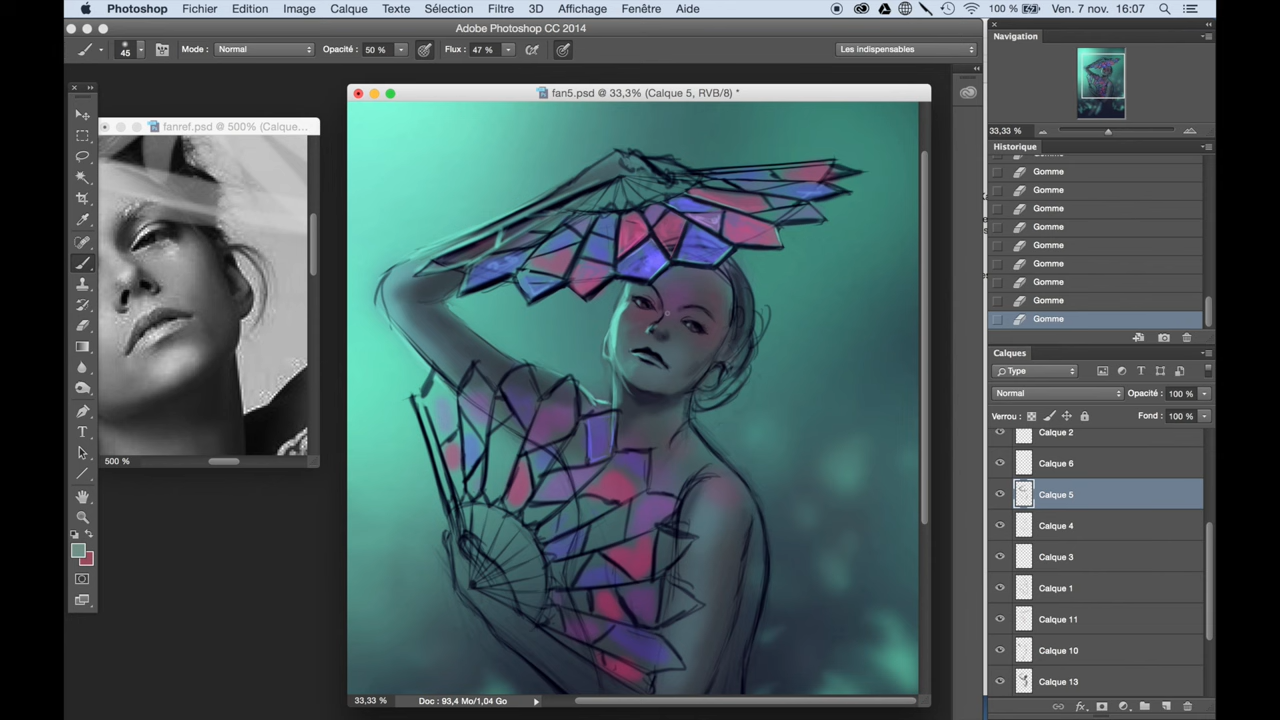 Photoshop Fichier Edition Image Calque Texte Sélection Filtre 3D Affichage Fenêtre Aide 100 % Ven. 7 nov. 16:07
Adobe Photoshop CC 2014
45 Mode : Normal Opacité : 50 % Flux : 47 % Les indispensables
Navigation
fan5.psd @ 33,3% (Calque 5, RVB/8) *
fanref.psd @ 500% (Calque...
33,33 %
Historique
Gomme
Gomme
Gomme
Gomme
Gomme
Gomme
Gomme
Gomme
Gomme
Gomme
Calques
Type
Normal Opacité : 100 %
Verrou : Fond : 100 %
Calque 2
Calque 6
Calque 5
Calque 4
Calque 3
Calque 1
Calque 11
Calque 10
Calque 13
500 %
33,33 % Doc : 93,4 Mo/1,04 Go